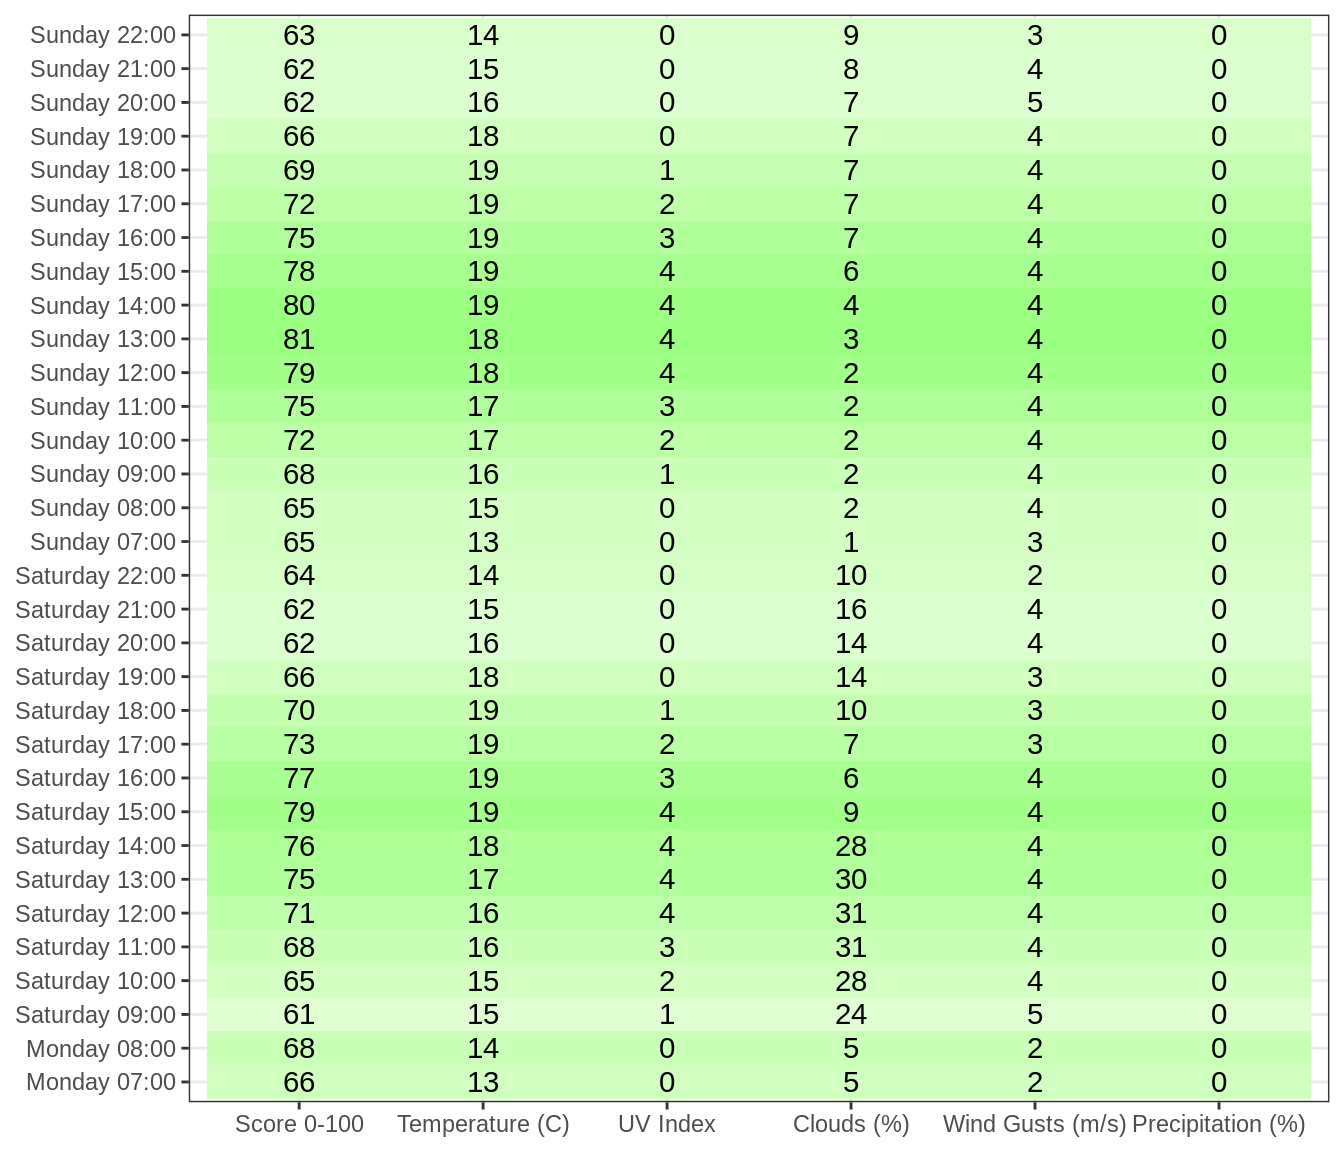 Sunday 22:00 63 14 0 9 3 0
Sunday 21:00 62 15 0 8 4 0
Sunday 20:00 62 16 0 7 5 0
Sunday 19:00 66 18 0 7 4 0
Sunday 18:00 69 19 1 7 4 0
Sunday 17:00 72 19 2 7 4 0
Sunday 16:00 75 19 3 7 4 0
Sunday 15:00 78 19 4 6 4 0
Sunday 14:00 80 19 4 4 4 0
Sunday 13:00 81 18 4 3 4 0
Sunday 12:00 79 18 4 2 4 0
Sunday 11:00 75 17 3 2 4 0
Sunday 10:00 72 17 2 2 4 0
Sunday 09:00 68 16 1 2 4 0
Sunday 08:00 65 15 0 2 4 0
Sunday 07:00 65 13 0 1 3 0
Saturday 22:00 64 14 0 10 2 0
Saturday 21:00 62 15 0 16 4 0
Saturday 20:00 62 16 0 14 4 0
Saturday 19:00 66 18 0 14 3 0
Saturday 18:00 70 19 1 10 3 0
Saturday 17:00 73 19 2 7 3 0
Saturday 16:00 77 19 3 6 4 0
Saturday 15:00 79 19 4 9 4 0
Saturday 14:00 76 18 4 28 4 0
Saturday 13:00 75 17 4 30 4 0
Saturday 12:00 71 16 4 31 4 0
Saturday 11:00 68 16 3 31 4 0
Saturday 10:00 65 15 2 28 4 0
Saturday 09:00 61 15 1 24 5 0
Monday 08:00 68 14 0 5 2 0
Monday 07:00 66 13 0 5 2 0
Score 0-100 Temperature (C) UV Index Clouds (%) Wind Gusts (m/s) Precipitation (%)